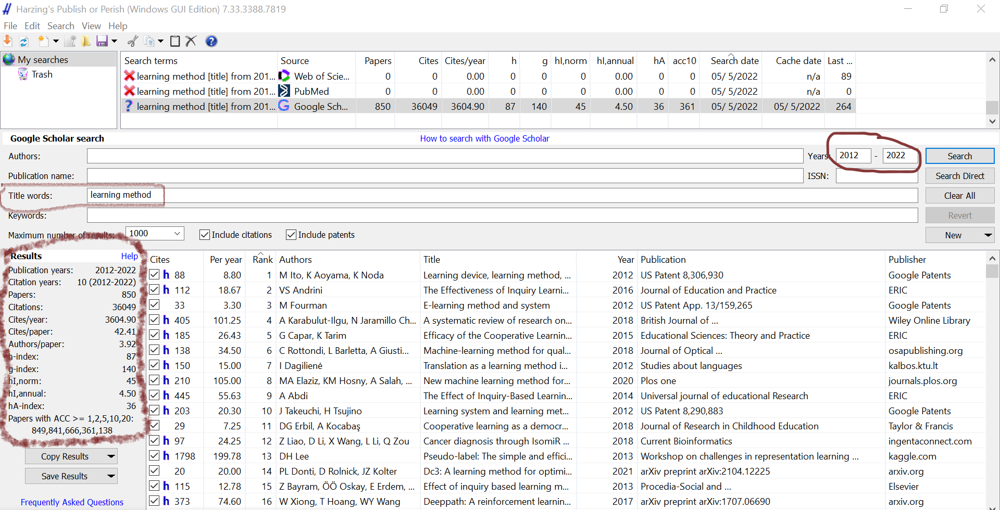 Harzing's Publish or Perish (Windows GUI Edition) 7.33.3388.7819
File Edit Search View Help
My searches
Trash
Search terms Source Papers Cites Cites/year h g hI,norm hI,annual hA acc10 Search date Cache date Last ...
learning method [title] from 201... Web of Scie... 0 0 0.00 0 0 0 0.00 0 0 05/ 5/2022 n/a 89
learning method [title] from 201... PubMed 0 0 0.00 0 0 0 0.00 0 0 05/ 5/2022 n/a 0
learning method [title] from 201... Google Sch... 850 36049 3604.90 87 140 45 4.50 36 361 05/ 5/2022 05/ 5/2022 264
Google Scholar search How to search with Google Scholar
Authors: Years: 2012 - 2022 Search
Publication name: ISSN: Search Direct
Title words: learning method Clear All
Keywords: Revert
Maximum number of results: 1000 Include citations Include patents New
Results Help
Publication years: 2012-2022
Citation years: 10 (2012-2022)
Papers: 850
Citations: 36049
Cites/year: 3604.90
Cites/paper: 42.41
Authors/paper: 3.92
h-index: 87
g-index: 140
hI,norm: 45
hI,annual: 4.50
hA-index: 36
Papers with ACC >= 1,2,5,10,20:
849,841,666,361,138
Copy Results
Save Results
Frequently Asked Questions
Cites Per year Rank Authors Title Year Publication Publisher
h 88 8.80 1 M Ito, K Aoyama, K Noda Learning device, learning method, ... 2012 US Patent 8,306,930 Google Patents
h 112 18.67 2 VS Andrini The Effectiveness of Inquiry Learni... 2016 Journal of Education and Practice ERIC
33 3.30 3 M Fourman E-learning method and system 2012 US Patent App. 13/159,265 Google Patents
h 405 101.25 4 A Karabulut-Ilgu, N Jaramillo Ch... A systematic review of research on... 2018 British Journal of ... Wiley Online Library
h 185 26.43 5 G Capar, K Tarim Efficacy of the Cooperative Learnin... 2015 Educational Sciences: Theory and Practice ERIC
h 138 34.50 6 C Rottondi, L Barletta, A Giusti... Machine-learning method for qual... 2018 Journal of Optical ... osapublishing.org
h 150 15.00 7 I Dagilienė Translation as a learning method i... 2012 Studies about languages kalbos.ktu.lt
h 210 105.00 8 MA Elaziz, KM Hosny, A Salah, ... New machine learning method for... 2020 Plos one journals.plos.org
h 445 55.63 9 A Abdi The Effect of Inquiry-Based Learnin... 2014 Universal journal of educational Research ERIC
h 203 20.30 10 J Takeuchi, H Tsujino Learning system and learning met... 2012 US Patent 8,290,883 Google Patents
29 7.25 11 DG Erbil, A Kocabaş Cooperative learning as a democr... 2018 Journal of Research in Childhood Education Taylor & Francis
h 97 24.25 12 Z Liao, D Li, X Wang, L Li, Q Zou Cancer diagnosis through IsomiR ... 2018 Current Bioinformatics ingentaconnect.com
h 1798 199.78 13 DH Lee Pseudo-label: The simple and effici... 2013 Workshop on challenges in representation learning ... kaggle.com
20 20.00 14 PL Donti, D Rolnick, JZ Kolter Dc3: A learning method for optimi... 2021 arXiv preprint arXiv:2104.12225 arxiv.org
h 115 12.78 15 Z Bayram, ÖÖ Oskay, E Erdem, ... Effect of inquiry based learning m... 2013 Procedia-Social and ... Elsevier
h 373 74.60 16 W Xiong, T Hoang, WY Wang Deeppath: A reinforcement learnin... 2017 arXiv preprint arXiv:1707.06690 arxiv.org